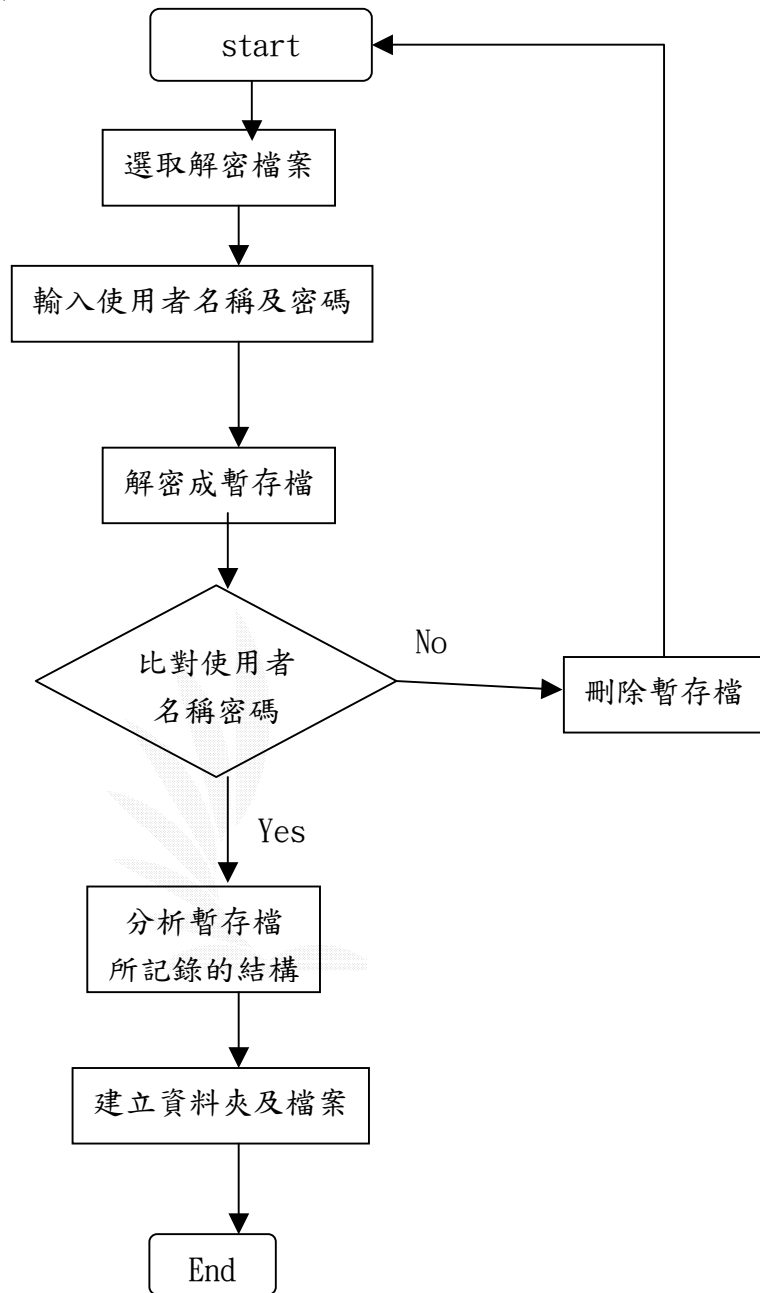 start
選取解密檔案
輸入使用者名稱及密碼
解密成暫存檔
比對使用者
名稱密碼
No
刪除暫存檔
Yes
分析暫存檔
所記錄的結構
建立資料夾及檔案
End